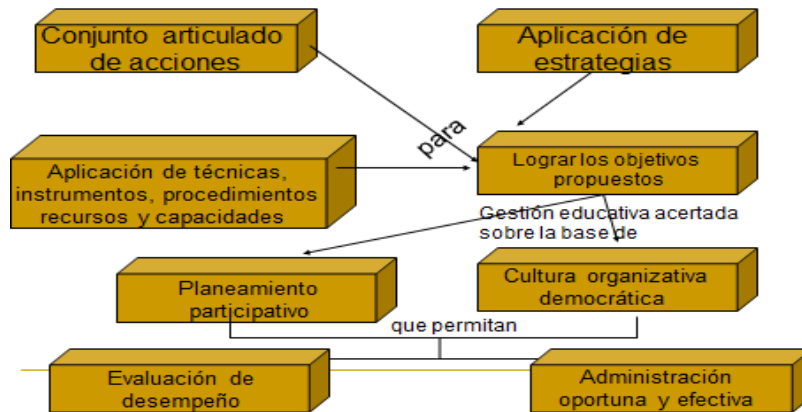 Conjunto articulado
de acciones
Aplicación de
estrategias
para
Aplicación de técnicas,
instrumentos, procedimientos
recursos y capacidades
Lograr los objetivos
propuestos
Gestión educativa acertada
sobre la base de
Planeamiento
participativo
Cultura organizativa
democrática
que permitan
Evaluación de
desempeño
Administración
oportuna y efectiva